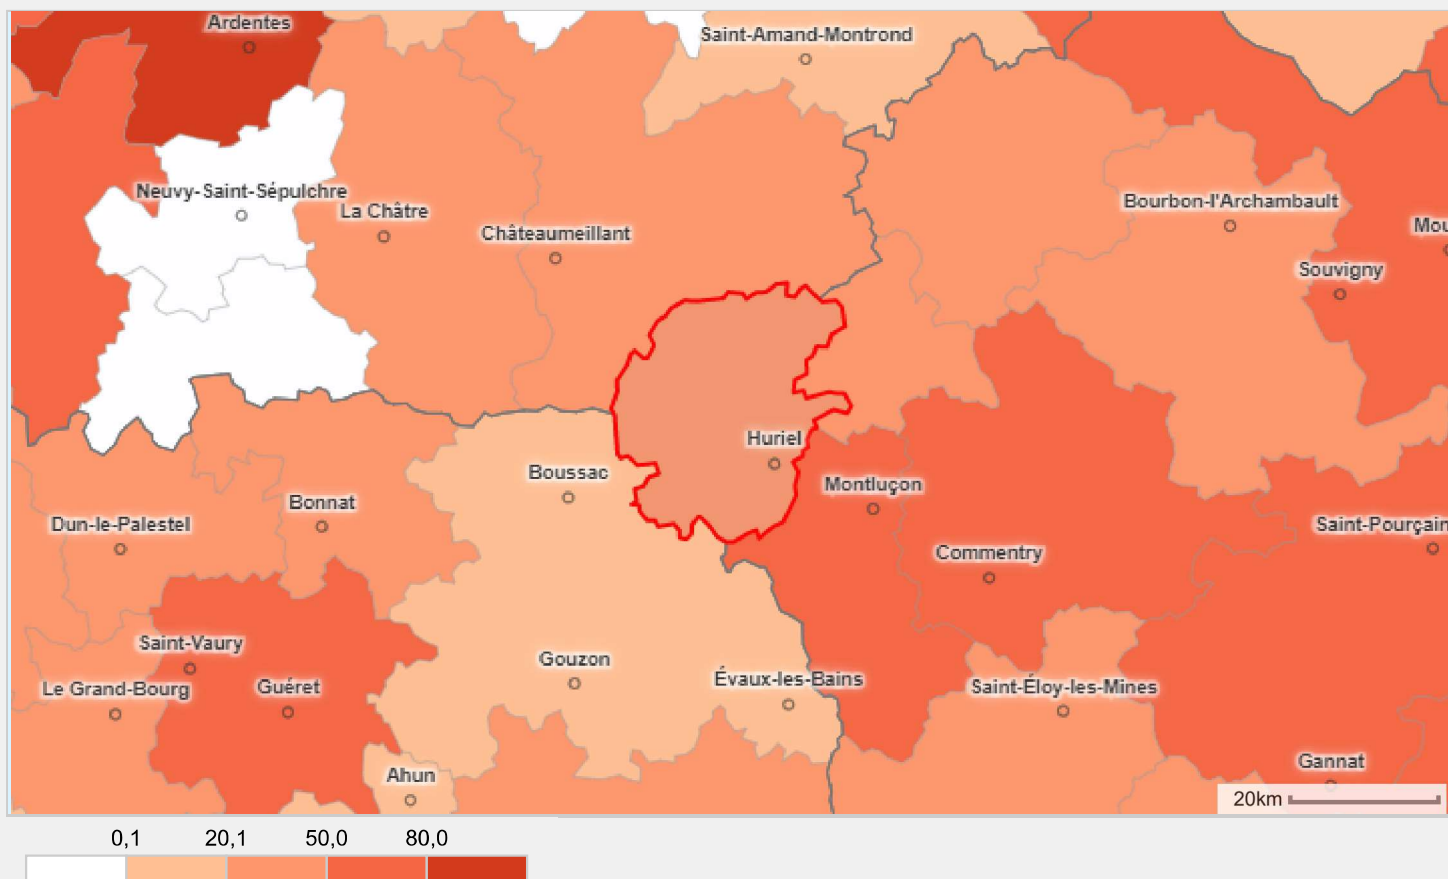 Ardentes
Saint-Amand-Montrond
Neuvy-Saint-Sépulchre
La Châtre
Bourbon-l'Archambault
Mou
Châteaumeillant
Souvigny
Huriel
Boussac
Montluçon
Bonnat
Dun-le-Palestel
Saint-Pourçain
Commentry
Saint-Vaury
Gouzon
Le Grand-Bourg
Guéret
Évaux-les-Bains
Saint-Éloy-les-Mines
Ahun
Gannat
20km
0,1 20,1 50,0 80,0